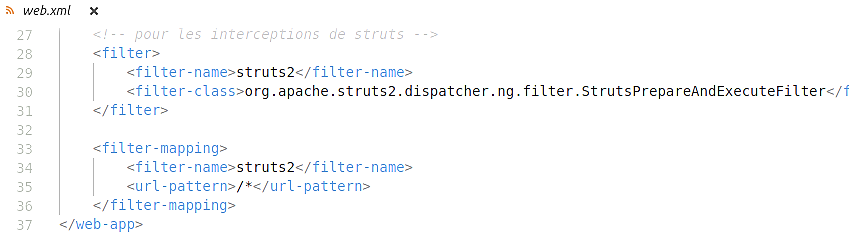 web.xml ×
27 <!-- pour les interceptions de struts -->
28 <filter>
29 <filter-name>struts2</filter-name>
30 <filter-class>org.apache.struts2.dispatcher.ng.filter.StrutsPrepareAndExecuteFilter</f
31 </filter>
32
33 <filter-mapping>
34 <filter-name>struts2</filter-name>
35 <url-pattern>/*</url-pattern>
36 </filter-mapping>
37 </web-app>